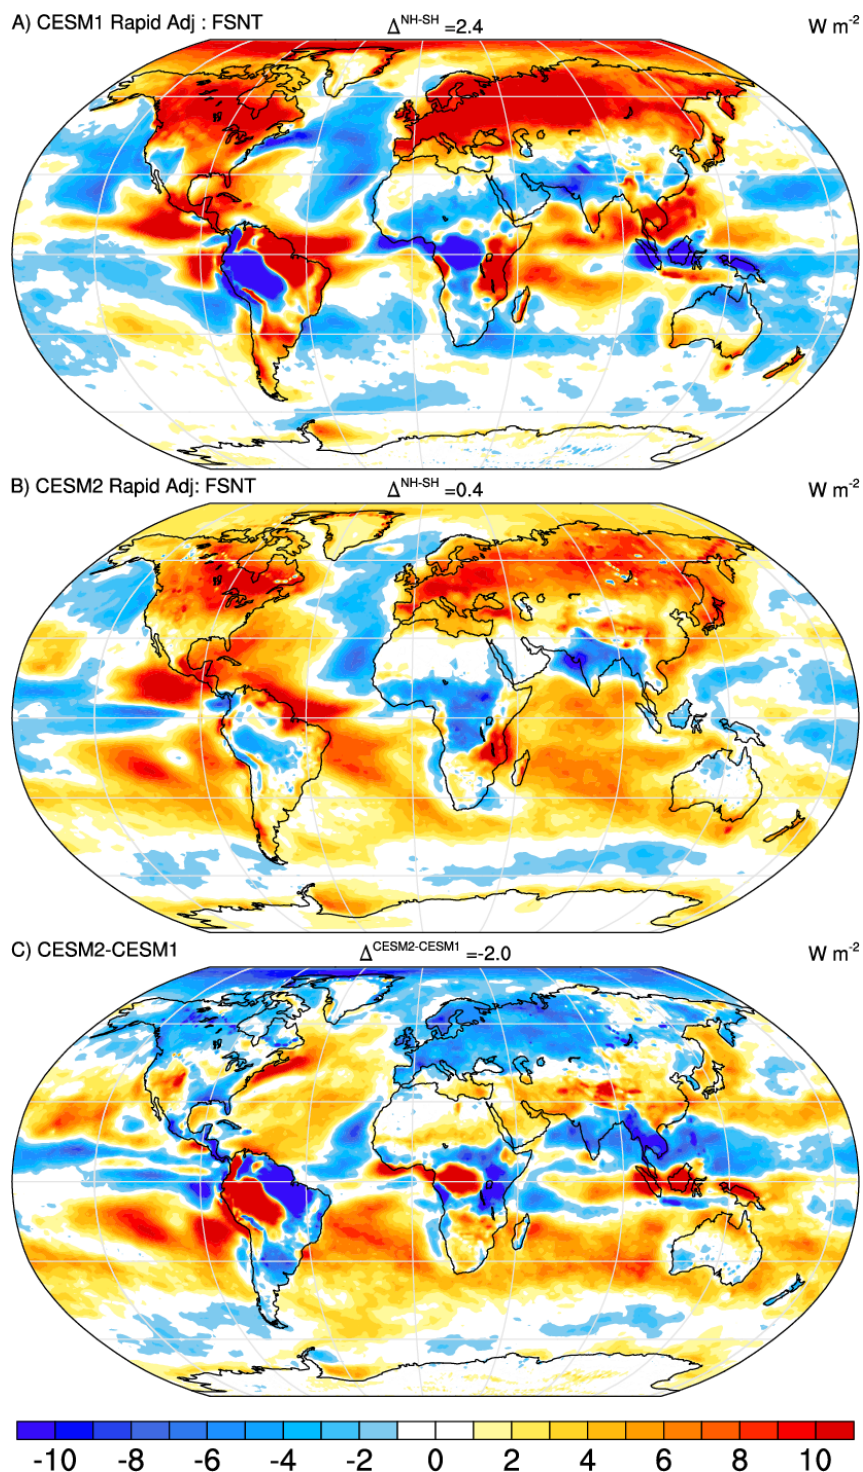 A) CESM1 Rapid Adj : FSNT Δ^NH-SH =2.4 W m⁻²
B) CESM2 Rapid Adj: FSNT Δ^NH-SH =0.4 W m⁻²
C) CESM2-CESM1 Δ^CESM2-CESM1 =-2.0 W m⁻²
-10 -8 -6 -4 -2 0 2 4 6 8 10